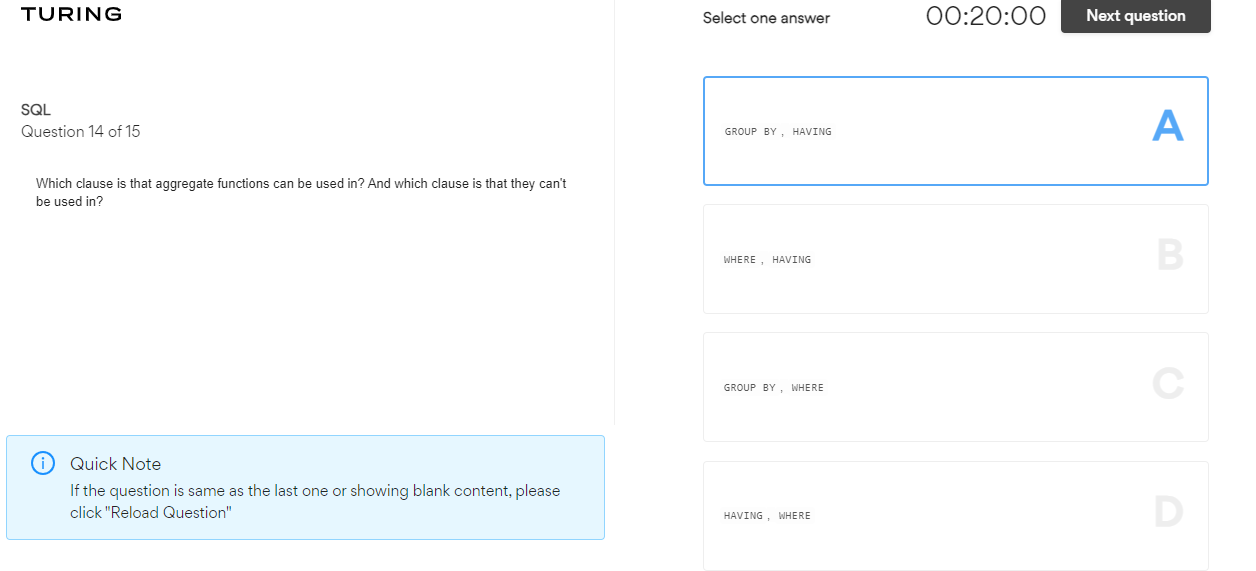 TURING
Select one answer
00:20:00
Next question
SQL
Question 14 of 15
Which clause is that aggregate functions can be used in? And which clause is that they can't
be used in?
GROUP BY , HAVING
A
WHERE , HAVING
B
GROUP BY , WHERE
C
HAVING , WHERE
D
Quick Note
If the question is same as the last one or showing blank content, please
click "Reload Question"